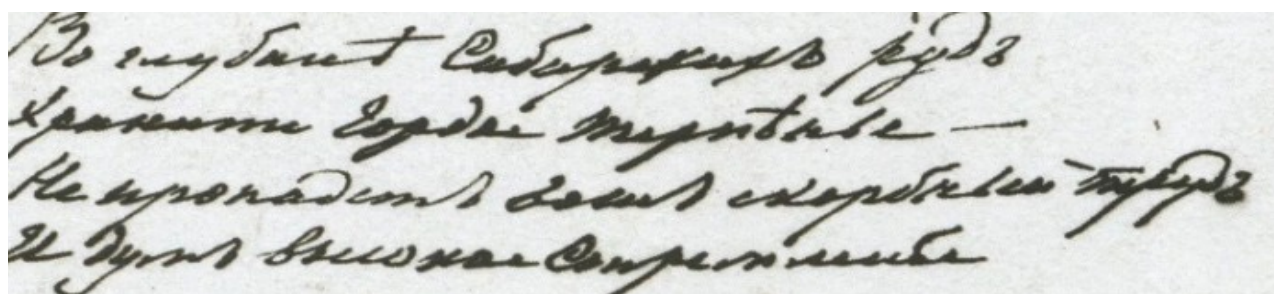 Во глубинѣ Сибирскихъ рудъ
Храните гордое терпѣнье —
Не пропадетъ вашъ скорбный трудъ
И думъ высокое стремленье